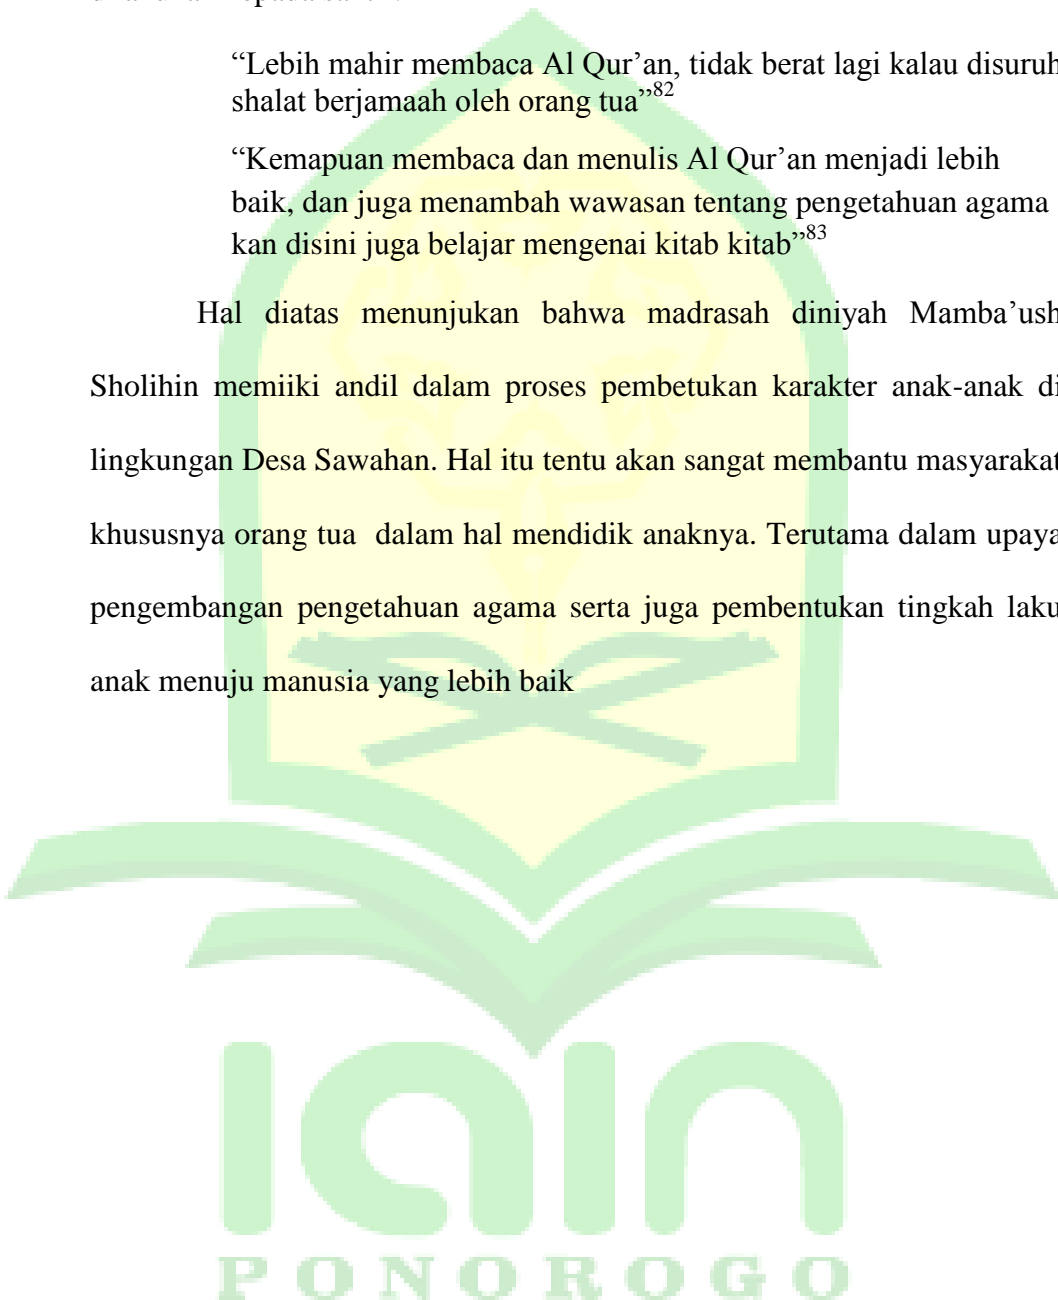 “Lebih mahir membaca Al Qur’an, tidak berat lagi kalau disuruh
shalat berjamaah oleh orang tua”82
“Kemapuan membaca dan menulis Al Qur’an menjadi lebih
baik, dan juga menambah wawasan tentang pengetahuan agama
kan disini juga belajar mengenai kitab kitab”83
Hal diatas menunjukan bahwa madrasah diniyah Mamba’ush
Sholihin memiiki andil dalam proses pembetukan karakter anak-anak di
lingkungan Desa Sawahan. Hal itu tentu akan sangat membantu masyarakat
khususnya orang tua dalam hal mendidik anaknya. Terutama dalam upaya
pengembangan pengetahuan agama serta juga pembentukan tingkah laku
anak menuju manusia yang lebih baik
IAIN
PONOROGO